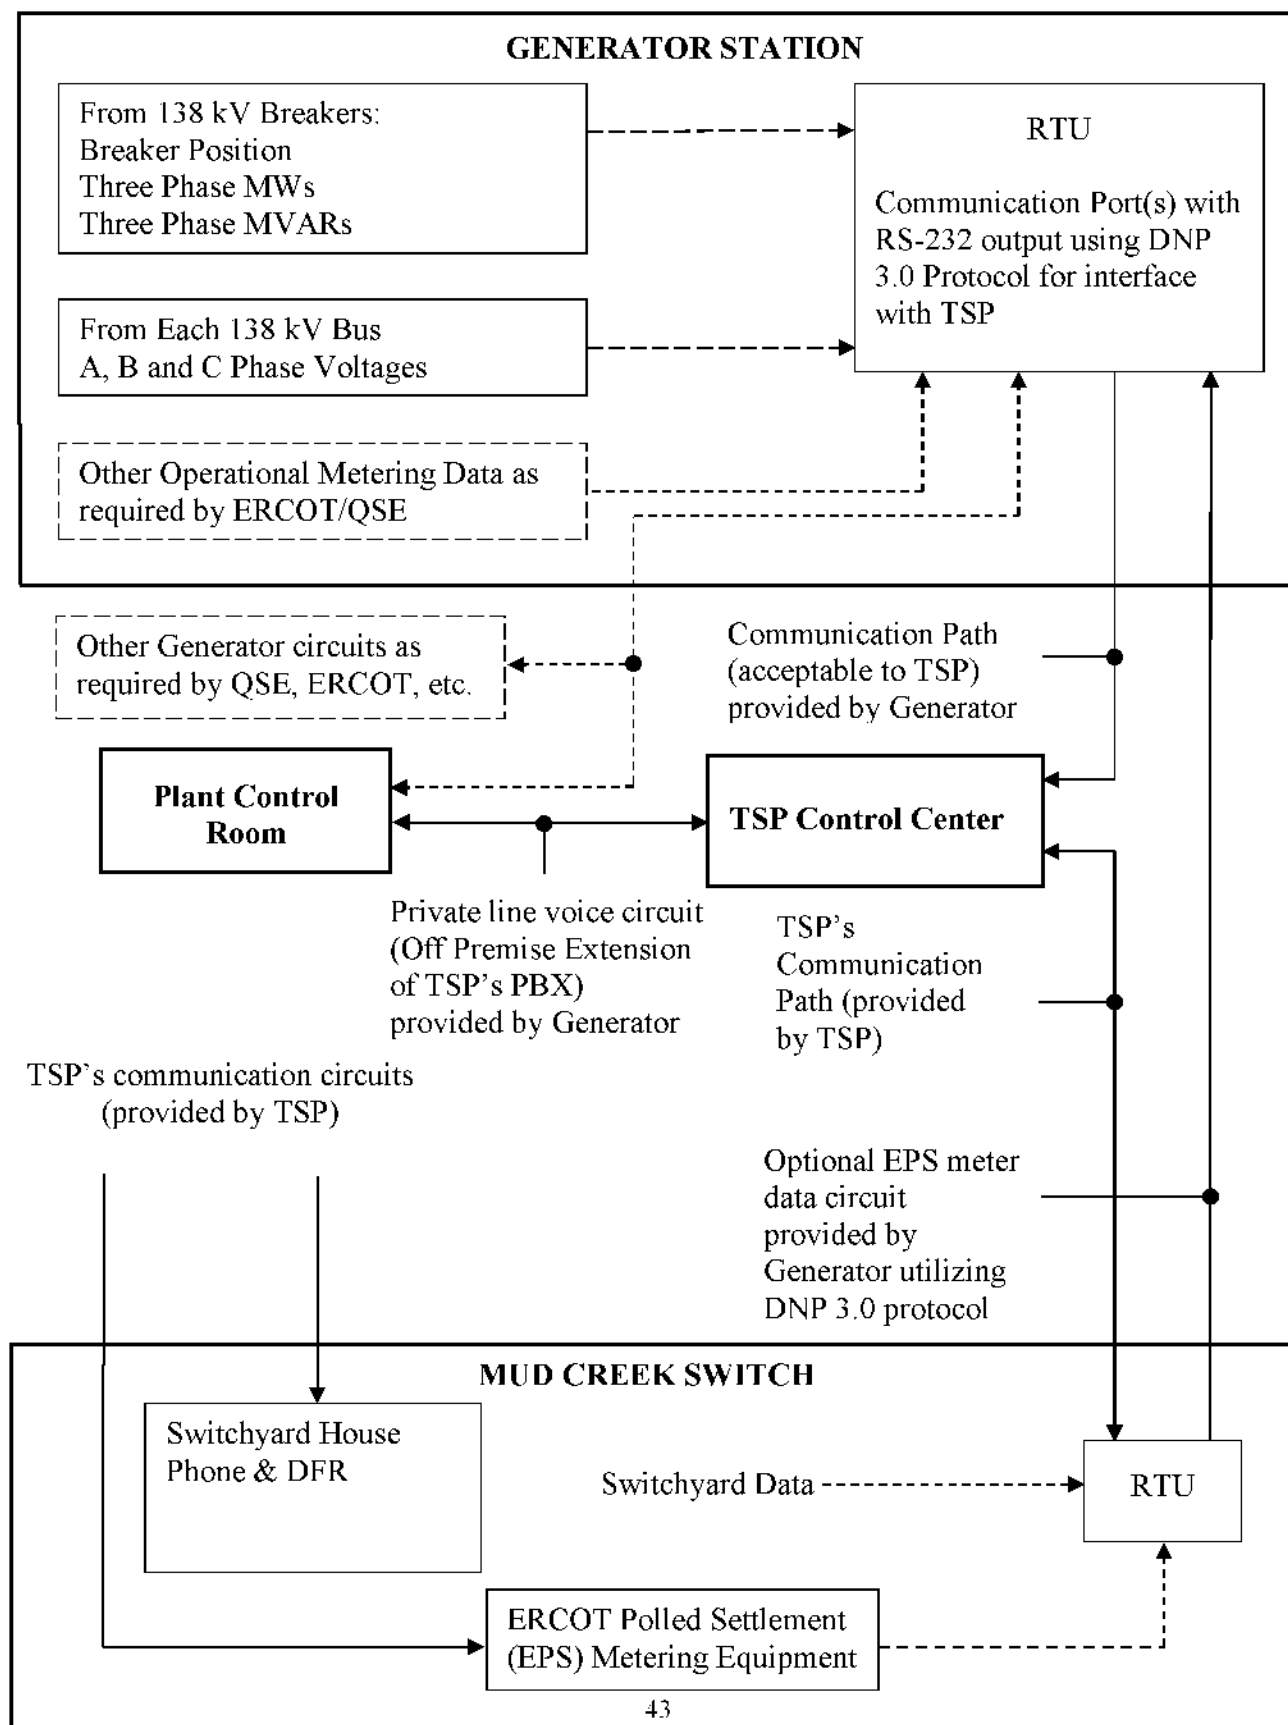 GENERATOR STATION
From 138 kV Breakers:
Breaker Position
Three Phase MWs
Three Phase MVARs
RTU
Communication Port(s) with
RS-232 output using DNP
3.0 Protocol for interface
with TSP
From Each 138 kV Bus
A, B and C Phase Voltages
Other Operational Metering Data as
required by ERCOT/QSE
Other Generator circuits as
required by QSE, ERCOT, etc.
Communication Path
(acceptable to TSP)
provided by Generator
Plant Control
Room
TSP Control Center
Private line voice circuit
(Off Premise Extension
of TSP's PBX)
provided by Generator
TSP's
Communication
Path (provided
by TSP)
TSP's communication circuits
(provided by TSP)
Optional EPS meter
data circuit
provided by
Generator utilizing
DNP 3.0 protocol
MUD CREEK SWITCH
Switchyard House
Phone & DFR
Switchyard Data
RTU
ERCOT Polled Settlement
(EPS) Metering Equipment
43